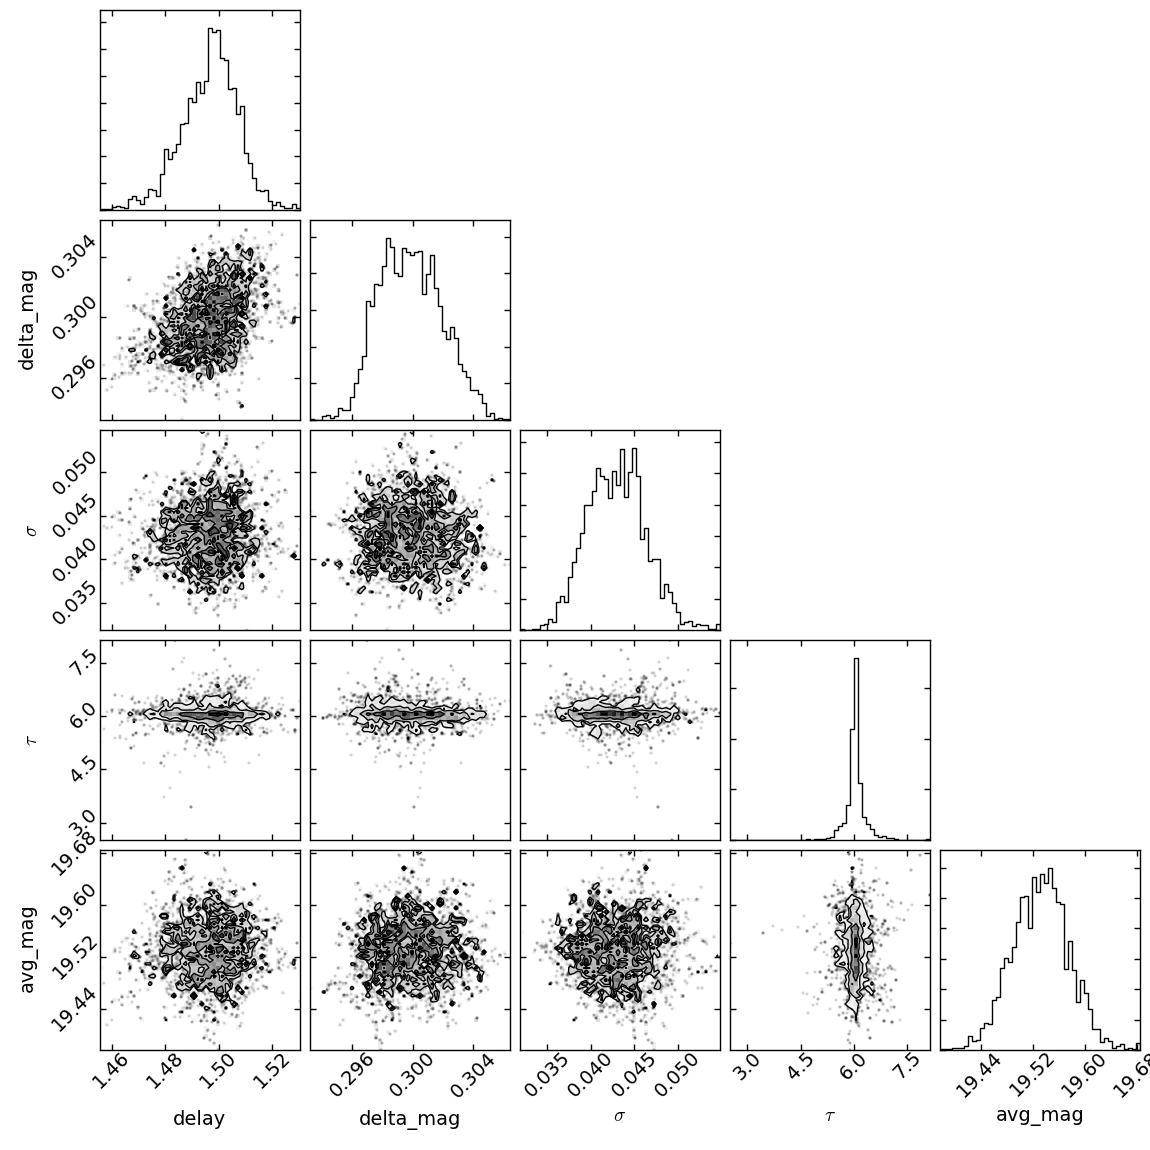 0.304
0.300
0.296
delta_mag
0.050
0.045
0.040
0.035
σ
7.5
6.0
4.5
3.0
τ
19.68
19.60
19.52
19.44
avg_mag
1.46 1.48 1.50 1.52
0.296 0.300 0.304
0.035 0.040 0.045 0.050
3.0 4.5 6.0 7.5
19.44 19.52 19.60 19.68
delay
delta_mag
σ
τ
avg_mag